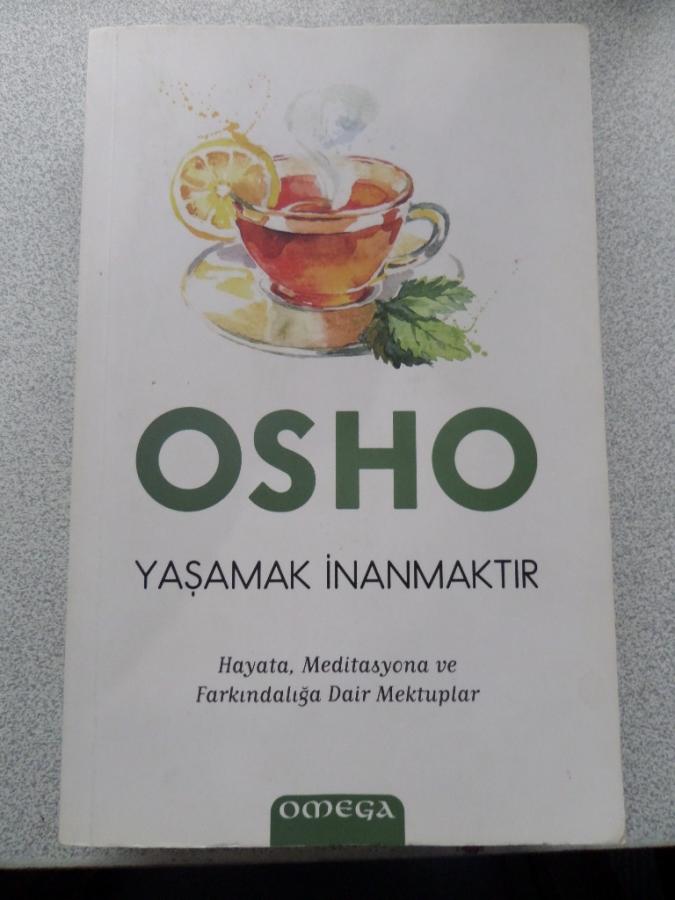 OSHO
YAŞAMAK İNANMAKTIR
Hayata, Meditasyona ve
Farkındalığa Dair Mektuplar
OMEGA